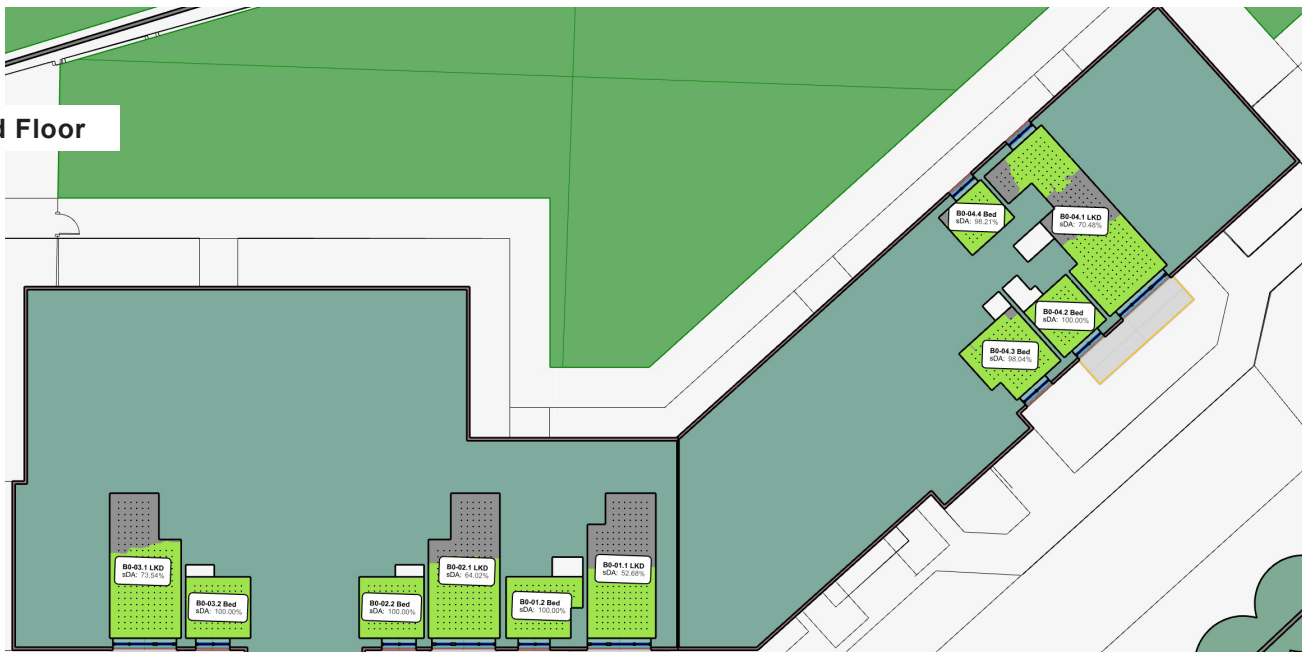 d Floor
B0-04.4 Bed
sDA: 98.21%
B0-04.1 LKD
sDA: 70.48%
B0-04.2 Bed
sDA: 100.00%
B0-04.3 Bed
sDA: 98.04%
B0-03.1 LKD
sDA: 73.54%
B0-03.2 Bed
sDA: 100.00%
B0-02.2 Bed
sDA: 100.00%
B0-02.1 LKD
sDA: 64.02%
B0-01.2 Bed
sDA: 100.00%
B0-01.1 LKD
sDA: 52.68%